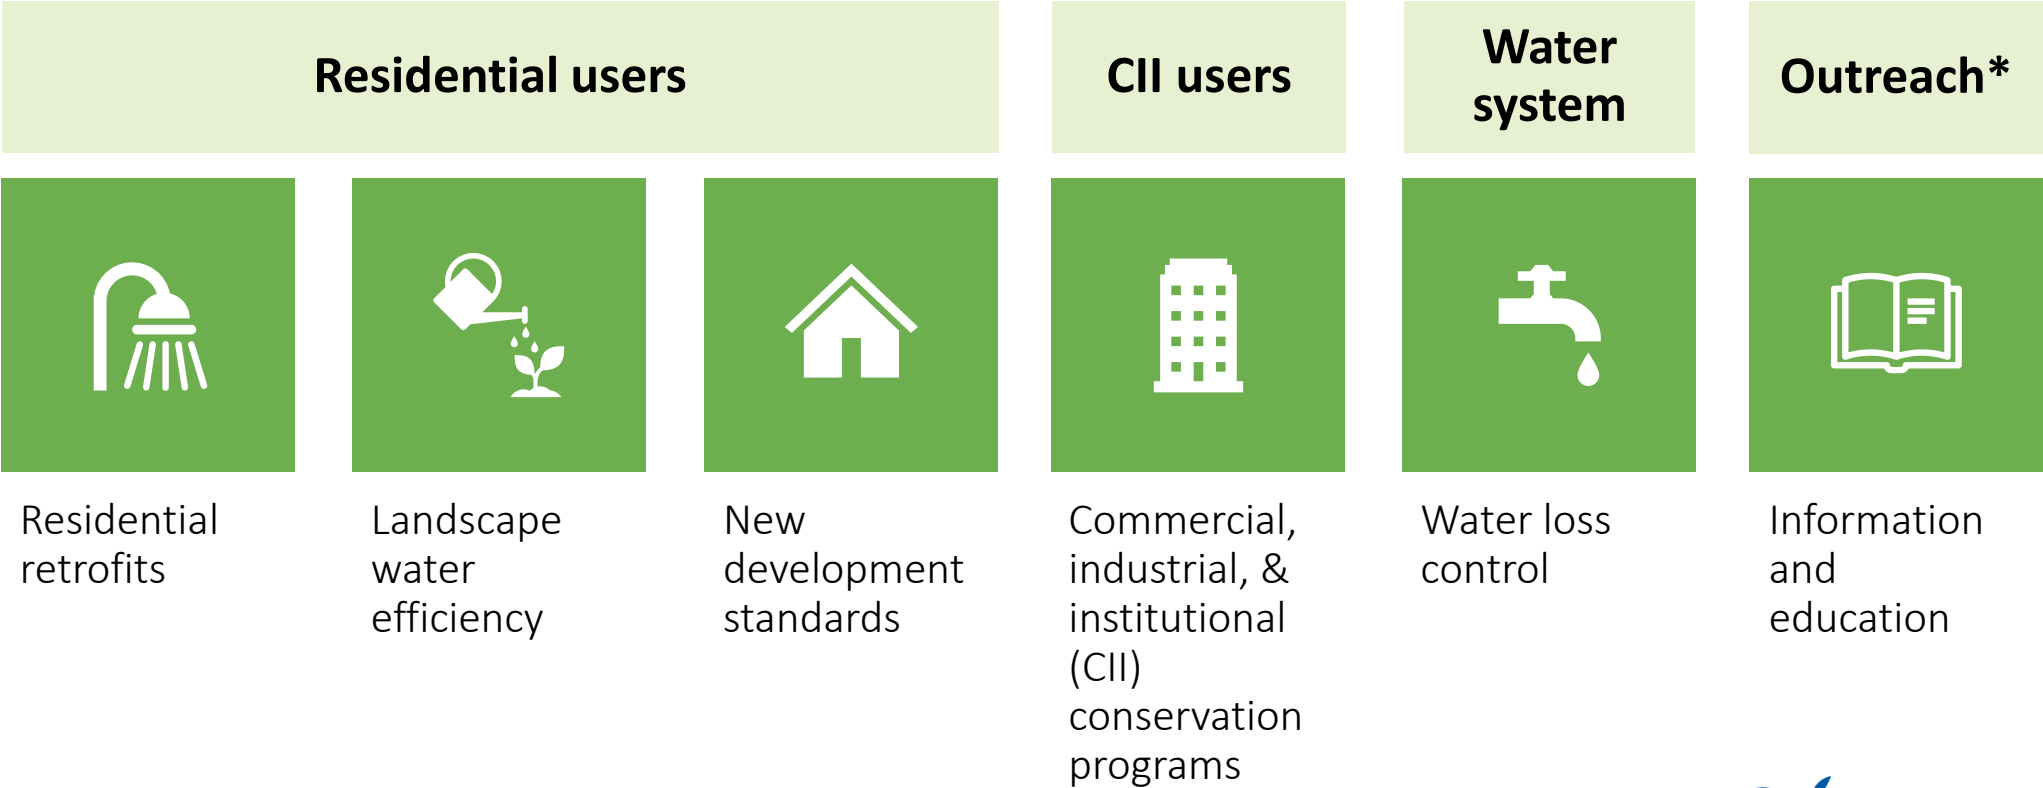 Residential users
CII users
Water
system
Outreach*
Residential
retrofits
Landscape
water
efficiency
New
development
standards
Commercial,
industrial, &
institutional
(CII)
conservation
programs
Water loss
control
Information
and
education